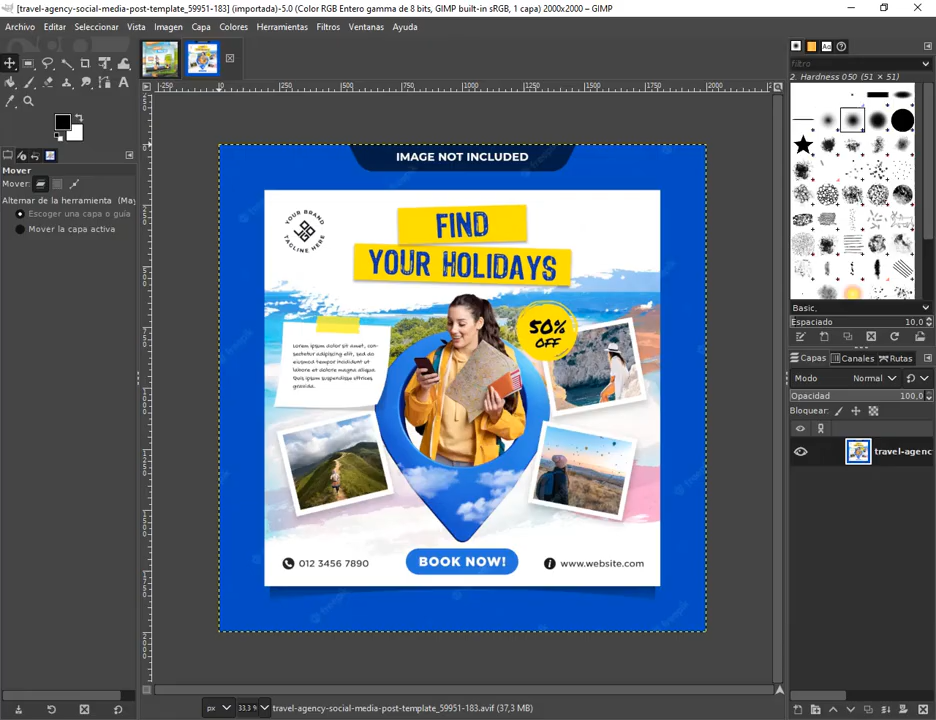 [travel-agency-social-media-post-template_59951-183] (importada)-5.0 (Color RGB Entero gamma de 8 bits, GIMP built-in sRGB, 1 capa) 2000x2000 – GIMP
Archivo Editar Seleccionar Vista Imagen Capa Colores Herramientas Filtros Ventanas Ayuda
filtro
2. Hardness 050 (51 × 51)
Mover
Mover:
Alternar de la herramienta (May
Escoger una capa o guía
Mover la capa activa
IMAGE NOT INCLUDED
YOUR BRAND
TAGLINE HERE
FIND
YOUR HOLIDAYS
50%
OFF
Lorem ipsum dolor sit amet, con-
sectetur adipiscing elit, sed do
eiusmod tempor incididunt ut
labore et dolore magna aliqua.
Quis ipsum suspendisse ultrices
gravida.
012 3456 7890
BOOK NOW!
www.website.com
Basic,
Espaciado 10,0
Capas Canales Rutas
Modo Normal
Opacidad 100,0
Bloquear:
travel-agenc
px 33,3 % travel-agency-social-media-post-template_59951-183.avif (37,3 MB)